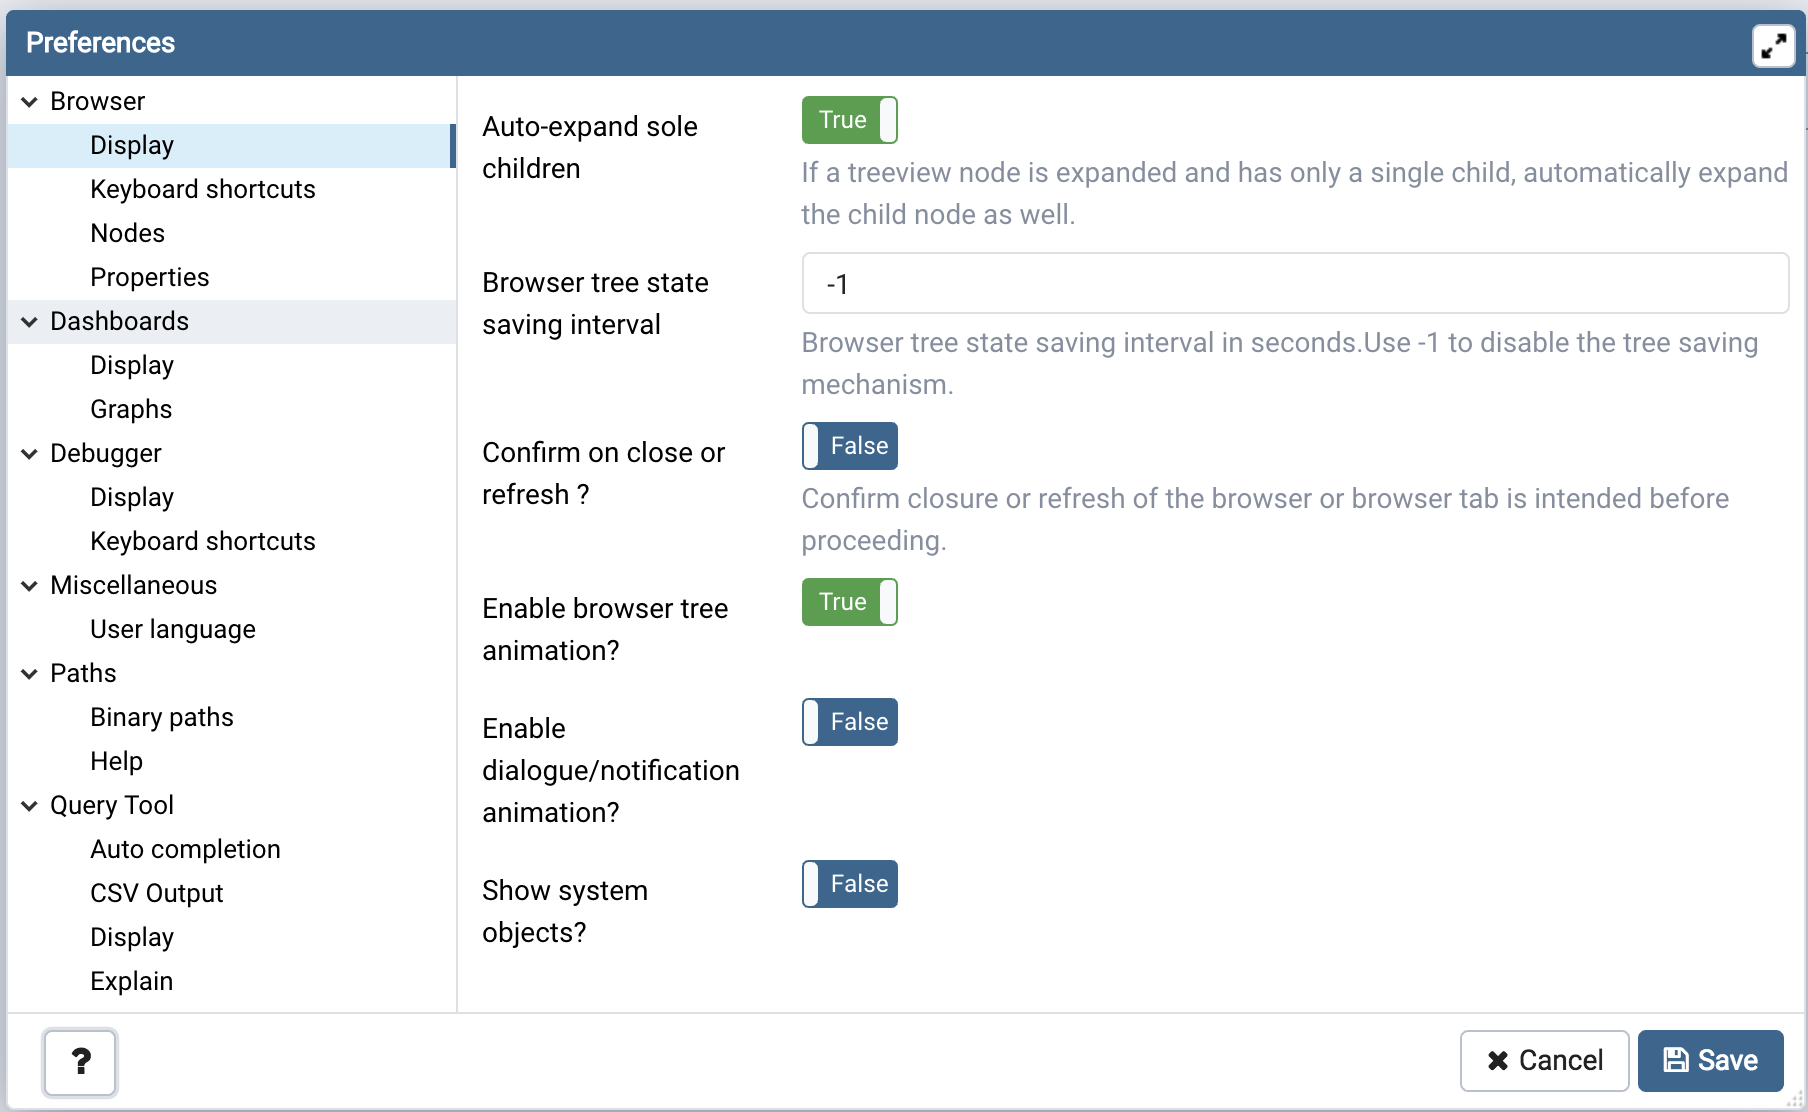 Preferences
Browser
Display
Keyboard shortcuts
Nodes
Properties
Dashboards
Display
Graphs
Debugger
Display
Keyboard shortcuts
Miscellaneous
User language
Paths
Binary paths
Help
Query Tool
Auto completion
CSV Output
Display
Explain
Auto-expand sole
children
True
If a treeview node is expanded and has only a single child, automatically expand
the child node as well.
Browser tree state
saving interval
-1
Browser tree state saving interval in seconds.Use -1 to disable the tree saving
mechanism.
Confirm on close or
refresh ?
False
Confirm closure or refresh of the browser or browser tab is intended before
proceeding.
Enable browser tree
animation?
True
Enable
dialogue/notification
animation?
False
Show system
objects?
False
?
Cancel
Save